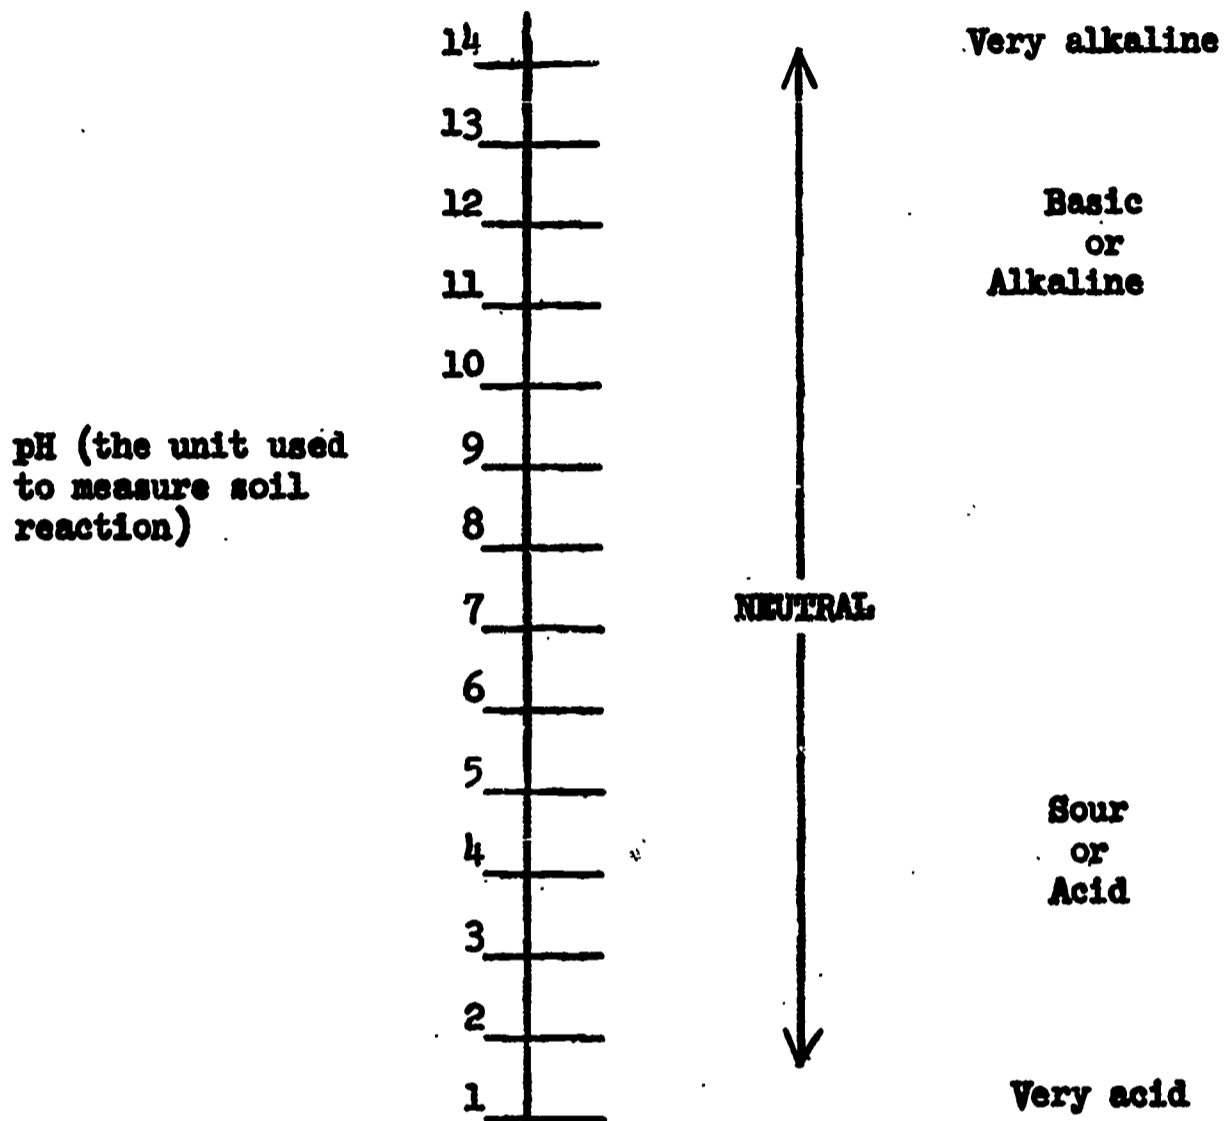 14
Very alkaline
13
12
Basic
or
Alkaline
11
10
pH (the unit used
to measure soil
reaction)
9
8
7
NEUTRAL
6
5
Sour
or
Acid
4
3
2
1
Very acid